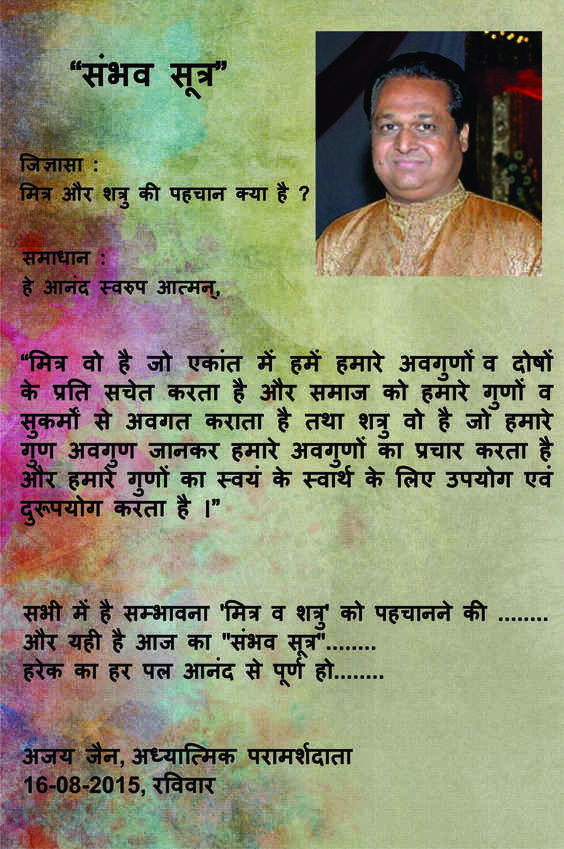 “संभव सूत्र”
जिज्ञासा :
मित्र और शत्रु की पहचान क्या है ?
समाधान :
हे आनंद स्वरुप आत्मन्,
“मित्र वो है जो एकांत में हमें हमारे अवगुणों व दोषों
के प्रति सचेत करता है और समाज को हमारे गुणों व
सुकर्मों से अवगत कराता है तथा शत्रु वो है जो हमारे
गुण अवगुण जानकर हमारे अवगुणों का प्रचार करता है
और हमारे गुणों का स्वयं के स्वार्थ के लिए उपयोग एवं
दुरूपयोग करता है ।”
सभी में है सम्भावना 'मित्र व शत्रु' को पहचानने की ........
और यही है आज का "संभव सूत्र"........
हरेक का हर पल आनंद से पूर्ण हो........
अजय जैन, अध्यात्मिक परामर्शदाता
16-08-2015, रविवार